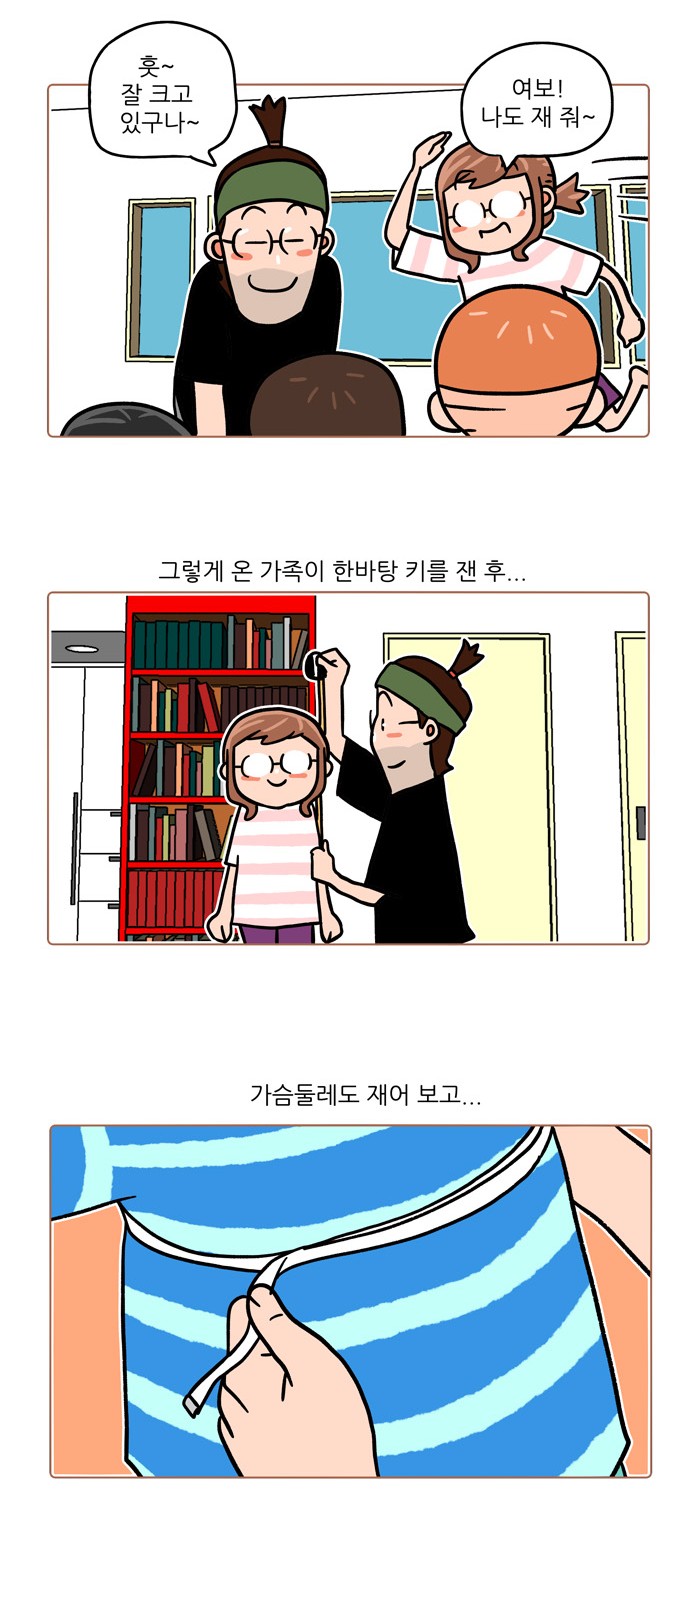 훗~
잘 크고
있구나~
여보!
나도 재 줘~
그렇게 온 가족이 한바탕 키를 잰 후...
가슴둘레도 재어 보고...